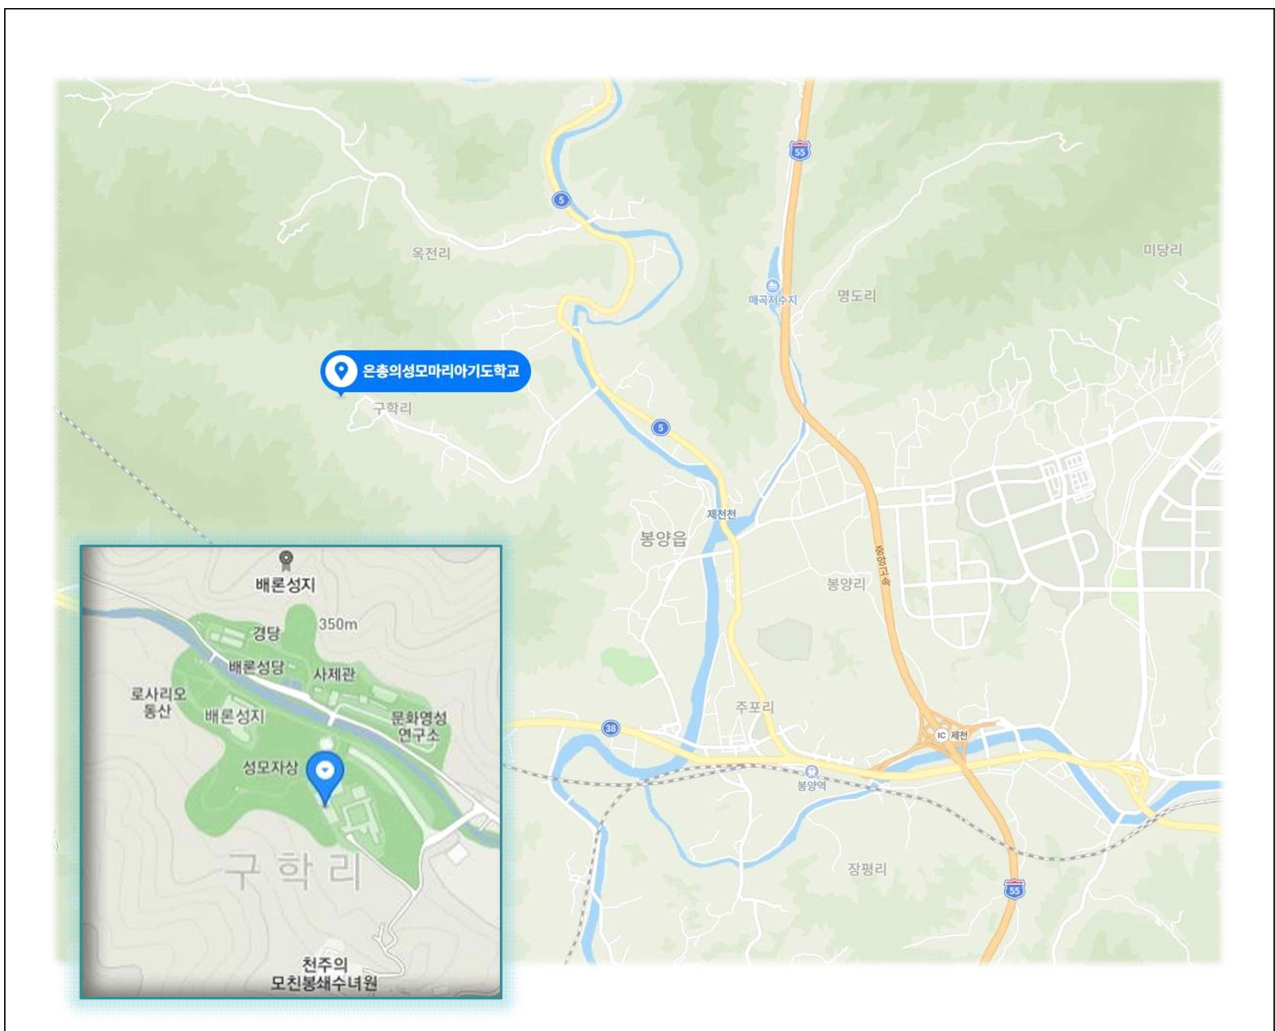 55
5
옥전리
미당리
매곡저수지
명도리
은총의성모마리아기도학교
구학리
5
제천천
봉양읍
중앙고속
봉양리
배론성지
350m
경당
배론성당
사제관
로사리오
동산
배론성지
문화영성
연구소
성모자상
구학리
천주의
모친봉쇄수녀원
주포리
38
IC 제천
봉양역
장평리
55